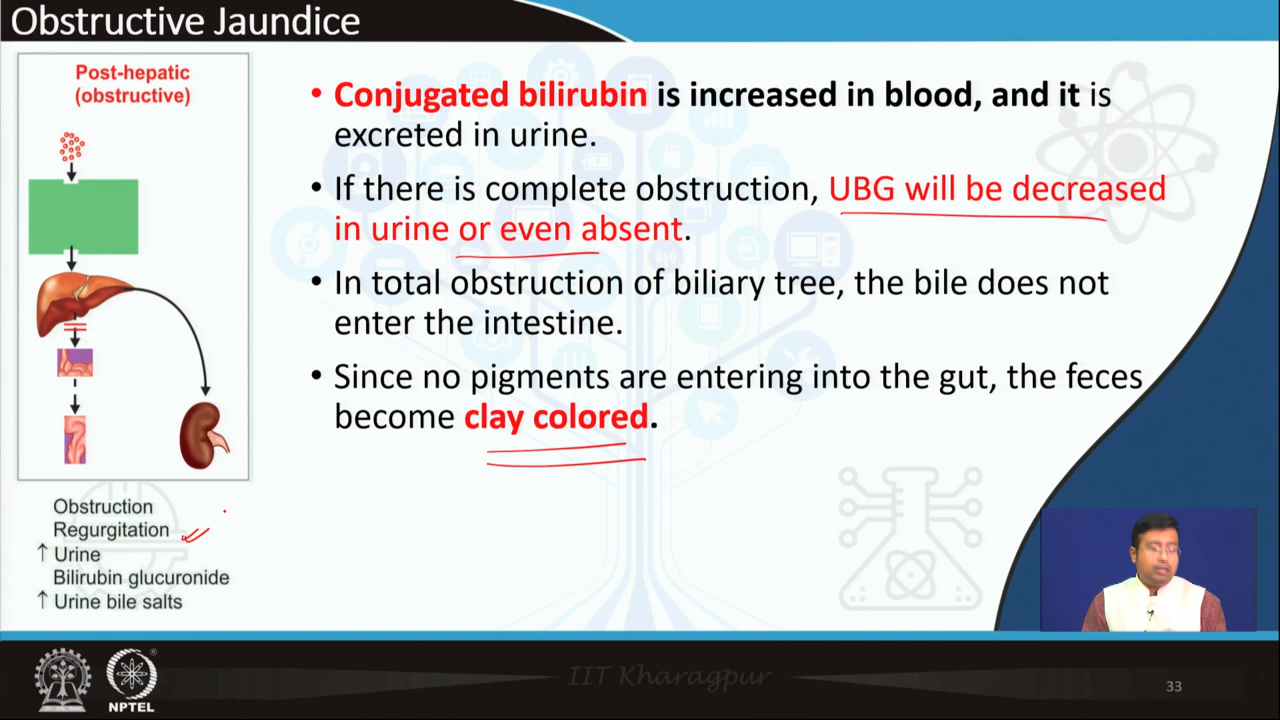 Obstructive Jaundice
Post-hepatic
(obstructive)
• Conjugated bilirubin is increased in blood, and it is
excreted in urine.
• If there is complete obstruction, UBG will be decreased
in urine or even absent.
• In total obstruction of biliary tree, the bile does not
enter the intestine.
• Since no pigments are entering into the gut, the feces
become clay colored.
Obstruction
Regurgitation
↑ Urine
Bilirubin glucuronide
↑ Urine bile salts
NPTEL
IIT Kharagpur
33